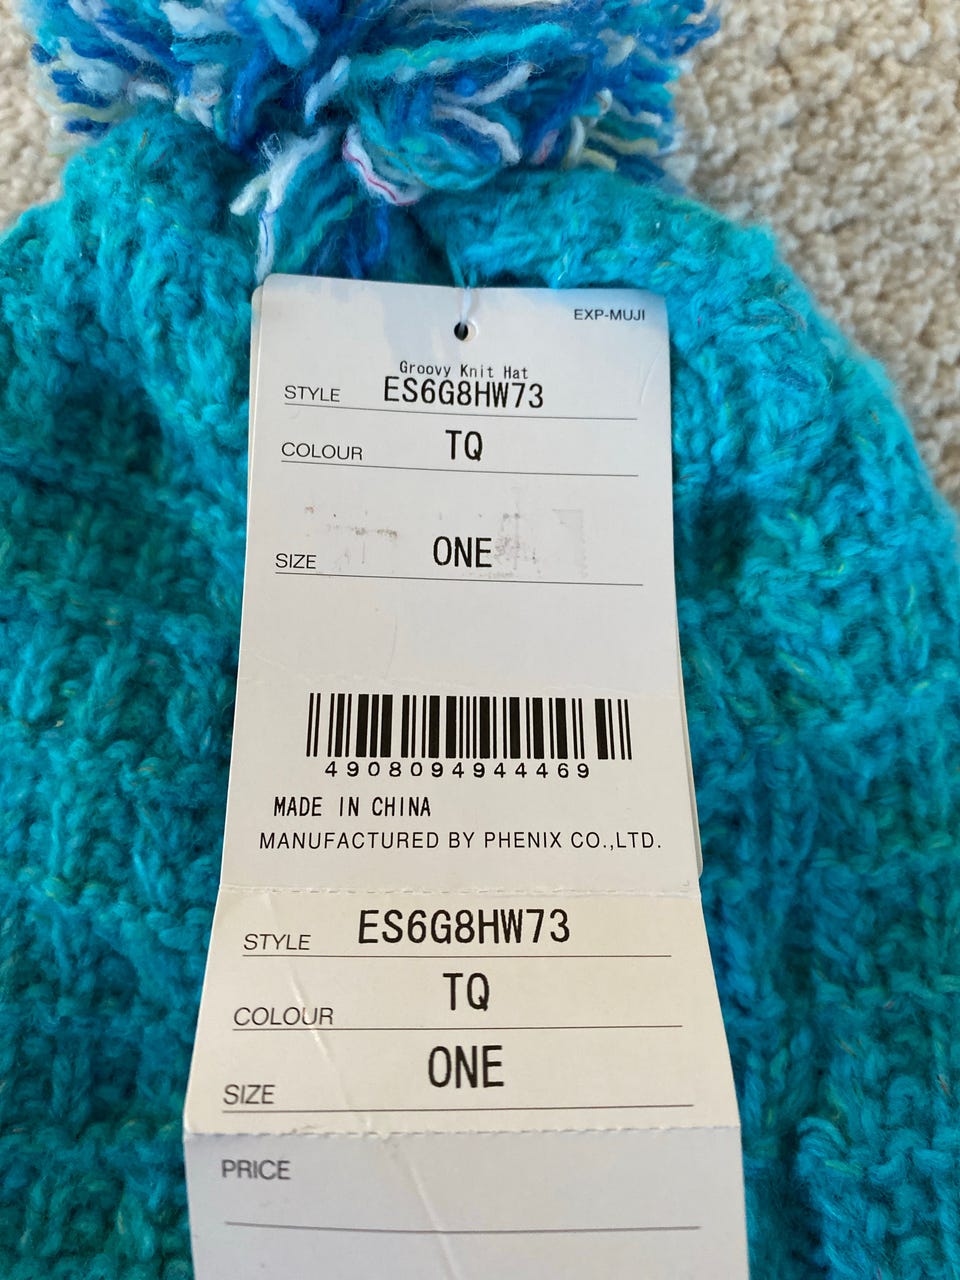 EXP-MUJI
Groovy Knit Hat
STYLE ES6G8HW73
COLOUR TQ
SIZE ONE
4908094944469
MADE IN CHINA
MANUFACTURED BY PHENIX CO.,LTD.
STYLE ES6G8HW73
COLOUR TQ
SIZE ONE
PRICE